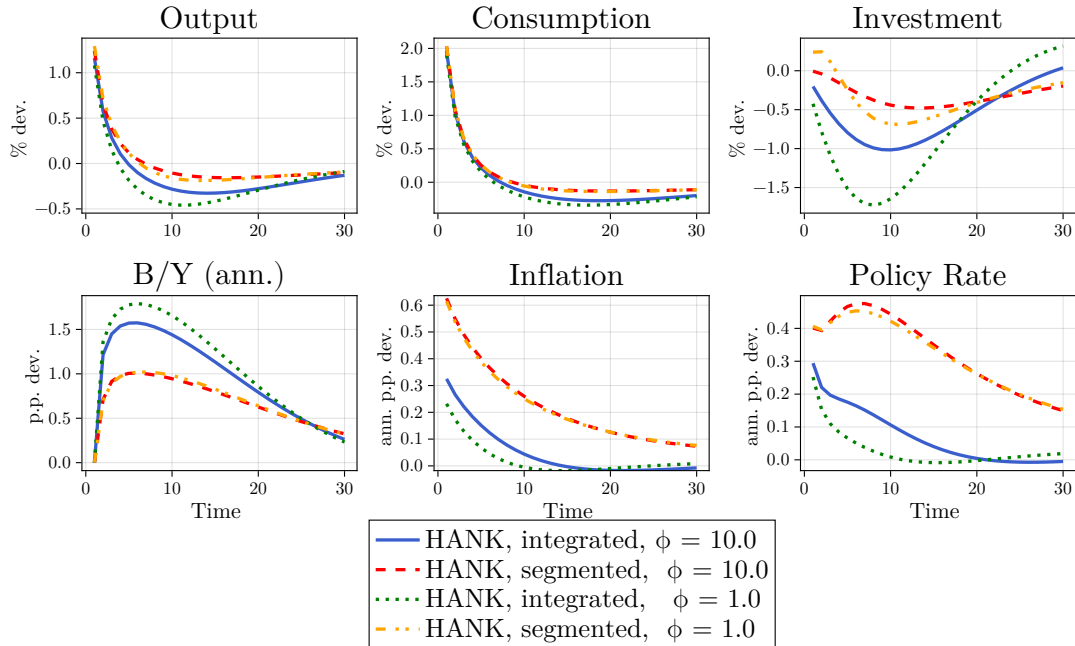 Output
Consumption
Investment
% dev.
1.0
0.5
0.0
−0.5
0
10
20
30
% dev.
2.0
1.5
1.0
0.5
0.0
0
10
20
30
% dev.
0.0
−0.5
−1.0
−1.5
0
10
20
30
B/Y (ann.)
Inflation
Policy Rate
p.p. dev.
1.5
1.0
0.5
0.0
0
10
20
30
Time
ann. p.p. dev.
0.6
0.5
0.4
0.3
0.2
0.1
0.0
0
10
20
30
Time
ann. p.p. dev.
0.4
0.2
0.0
0
10
20
30
Time
HANK, integrated, ϕ = 10.0
HANK, segmented, ϕ = 10.0
HANK, integrated, ϕ = 1.0
HANK, segmented, ϕ = 1.0